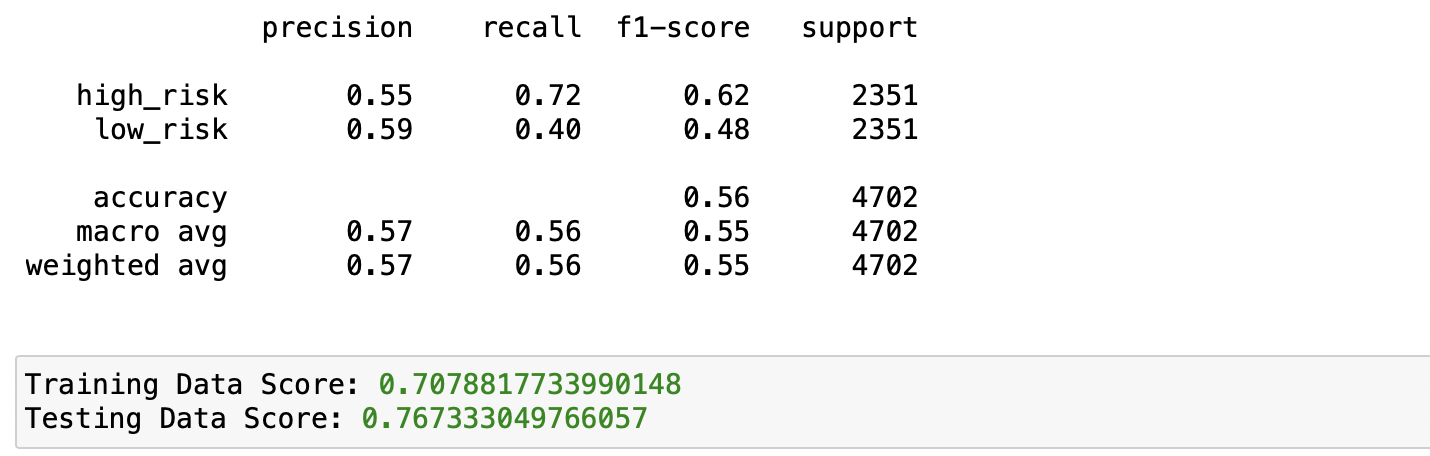 precision recall f1-score support
high_risk 0.55 0.72 0.62 2351
low_risk 0.59 0.40 0.48 2351
accuracy 0.56 4702
macro avg 0.57 0.56 0.55 4702
weighted avg 0.57 0.56 0.55 4702
Training Data Score: 0.7078817733990148
Testing Data Score: 0.767333049766057